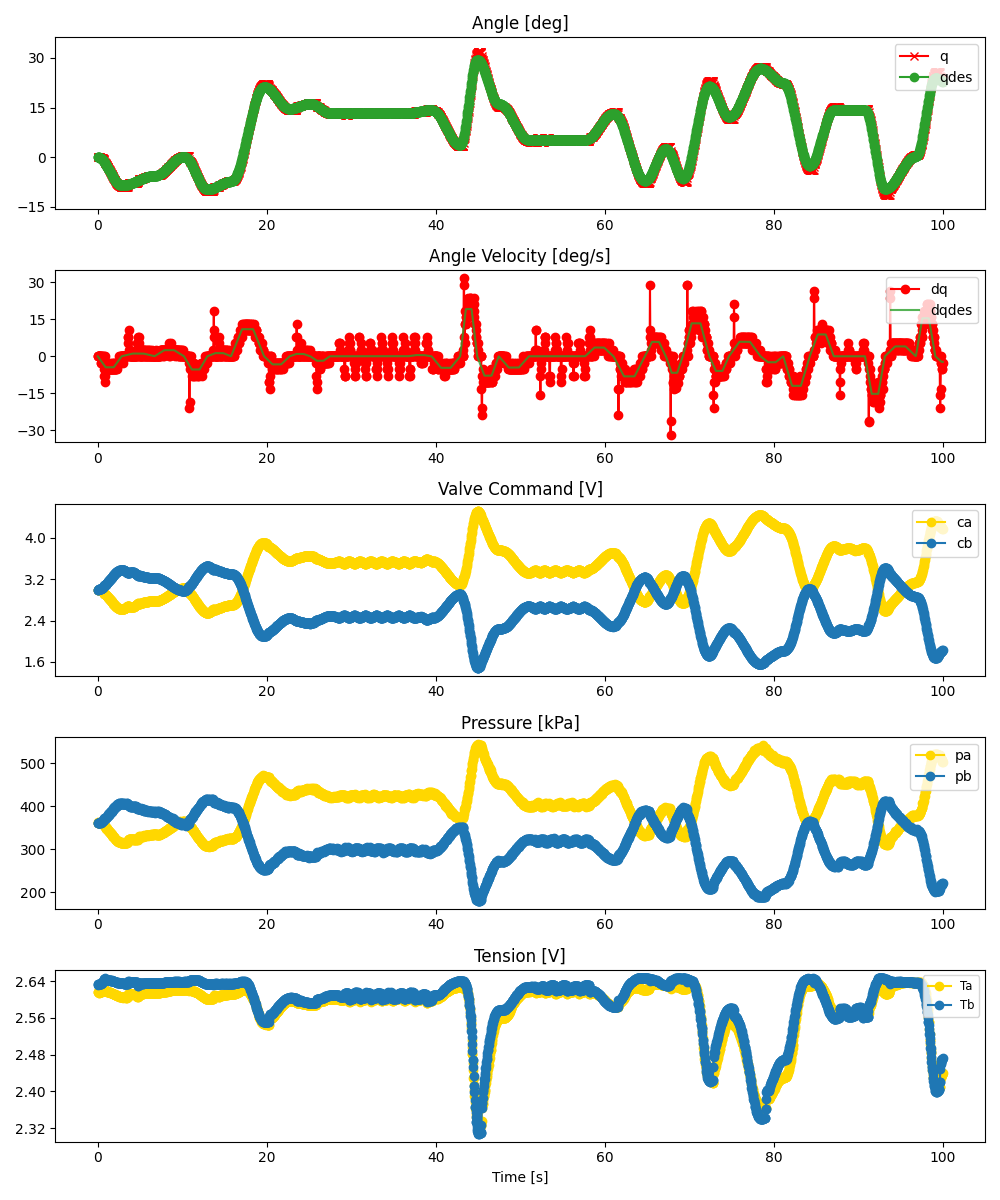 Angle [deg]
30
15
0
−15
q
qdes
0 20 40 60 80 100
Angle Velocity [deg/s]
30
15
0
−15
−30
dq
dqdes
0 20 40 60 80 100
Valve Command [V]
4.0
3.2
2.4
1.6
ca
cb
0 20 40 60 80 100
Pressure [kPa]
500
400
300
200
pa
pb
0 20 40 60 80 100
Tension [V]
2.64
2.56
2.48
2.40
2.32
Ta
Tb
0 20 40 60 80 100
Time [s]